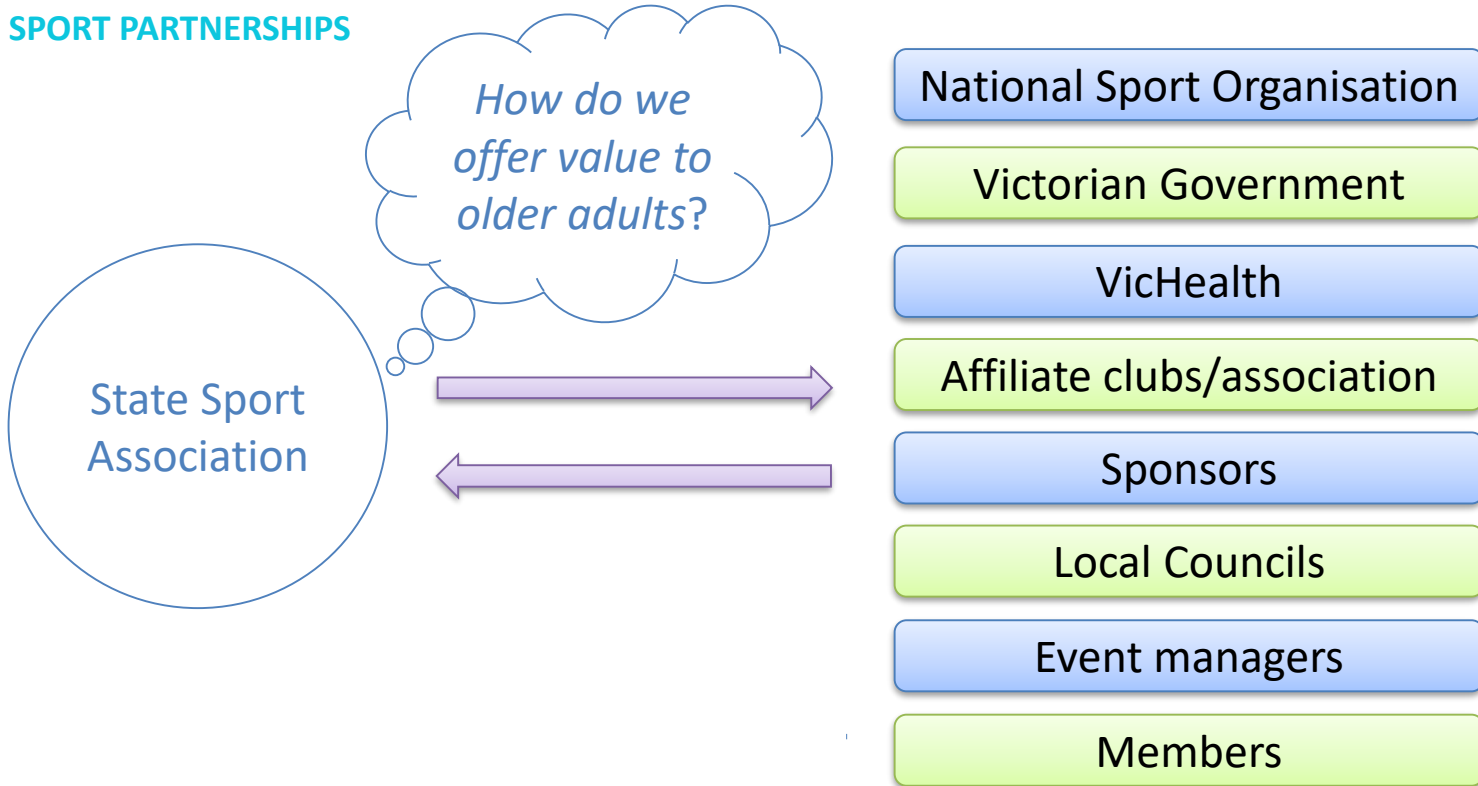 SPORT PARTNERSHIPS
How do we
offer value to
older adults?
State Sport
Association
National Sport Organisation
Victorian Government
VicHealth
Affiliate clubs/association
Sponsors
Local Councils
Event managers
Members